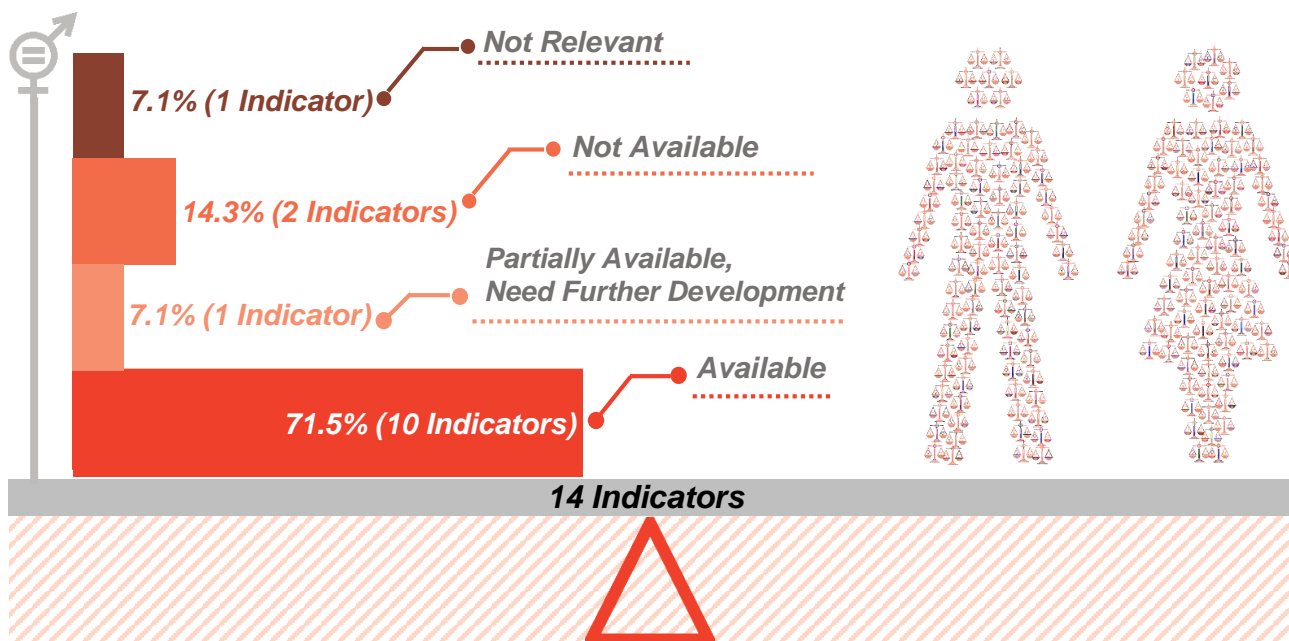 Not Relevant
7.1% (1 Indicator)
Not Available
14.3% (2 Indicators)
Partially Available,
Need Further Development
7.1% (1 Indicator)
Available
71.5% (10 Indicators)
14 Indicators